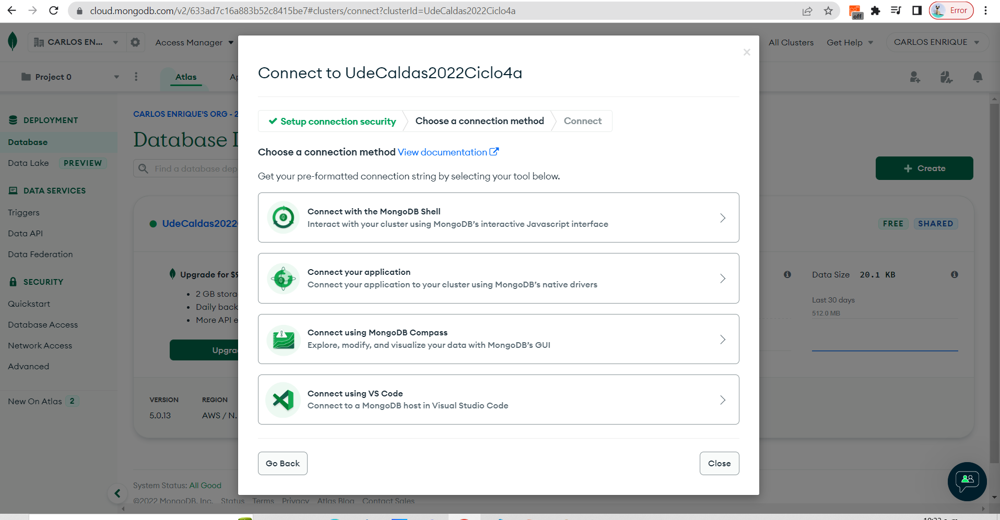 cloud.mongodb.com/v2/633ad7c16a883b52c8415be7#clusters/connect?clusterId=UdeCaldas2022Ciclo4a
off
Error
CARLOS EN...
Access Manager
All Clusters
Get Help
CARLOS ENRIQUE
Project 0
Atlas
Ap
DEPLOYMENT
Database
Data Lake PREVIEW
DATA SERVICES
Triggers
Data API
Data Federation
SECURITY
Quickstart
Database Access
Network Access
Advanced
New On Atlas 2
CARLOS ENRIQUE'S ORG - 2
Database D
Find a database dep
+ Create
UdeCaldas2022
FREE SHARED
Upgrade for $9
2 GB stora
Daily back
More API e
Upgra
VERSION
5.0.13
REGION
AWS / N.
Data Size 20.1 KB
Last 30 days
512.0 MB
Connect to UdeCaldas2022Ciclo4a
Setup connection security
Choose a connection method
Connect
Choose a connection method View documentation
Get your pre-formatted connection string by selecting your tool below.
Connect with the MongoDB Shell
Interact with your cluster using MongoDB’s interactive Javascript interface
Connect your application
Connect your application to your cluster using MongoDB’s native drivers
Connect using MongoDB Compass
Explore, modify, and visualize your data with MongoDB’s GUI
Connect using VS Code
Connect to a MongoDB host in Visual Studio Code
Go Back
Close
System Status: All Good
©2022 MongoDB, Inc. Status Terms Privacy Atlas Blog Contact Sales